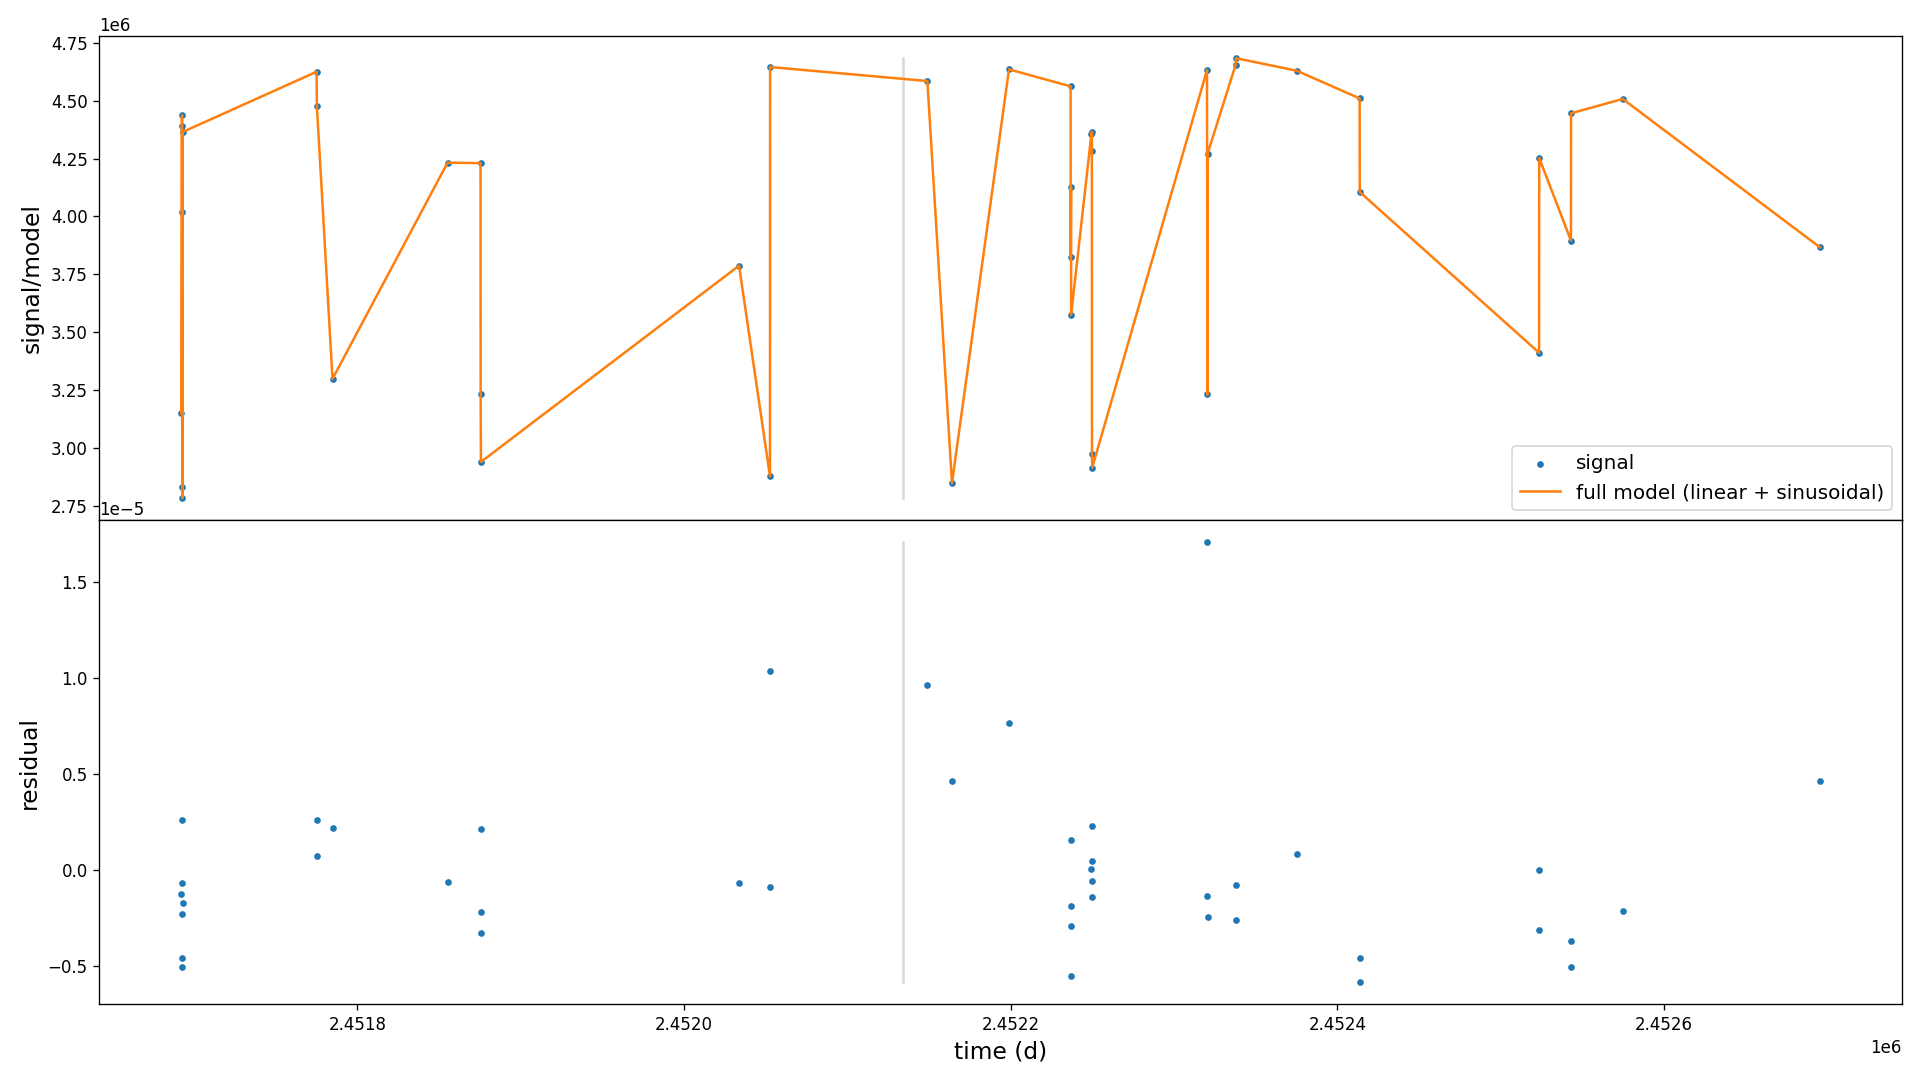 1e6
4.75
4.50
4.25
4.00
3.75
3.50
3.25
3.00
2.75
signal/model
signal
full model (linear + sinusoidal)
1e−5
1.5
1.0
0.5
0.0
−0.5
residual
2.4518
2.4520
2.4522
2.4524
2.4526
1e6
time (d)